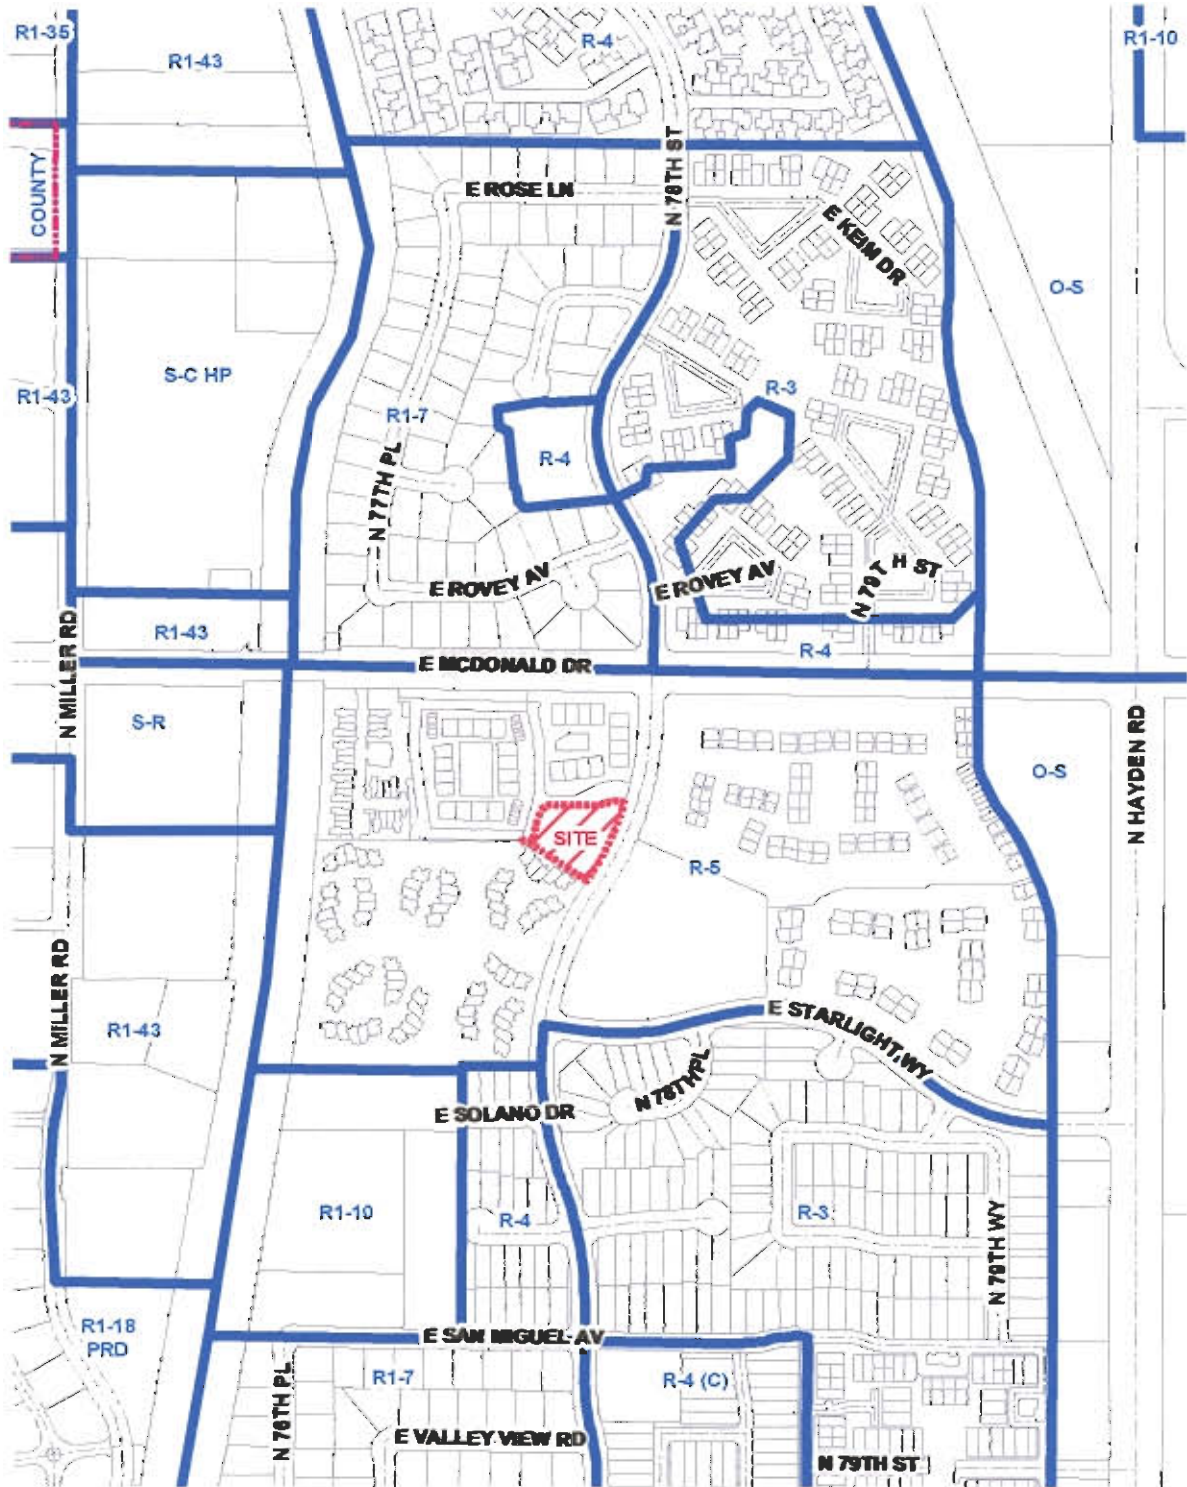 R1-35
R1-43
R-4
R1-10
COUNTY
N 78TH ST
E ROSE LN
E KEIM DR
O-S
S-C HP
R1-43
R1-7
R-3
R-4
N 77TH PL
E ROVEY AV
E ROVEY AV
N 79TH ST
R1-43
R-4
N MILLER RD
E MCDONALD DR
S-R
N HAYDEN RD
O-S
SITE
R-5
N MILLER RD
R1-43
E STARLIGHT WY
N 78TH PL
E SOLANO DR
R1-10
R-4
R-3
N 79TH WY
R1-18
PRD
E SAN MIGUEL AV
N 76TH PL
R1-7
R-4 (C)
E VALLEY VIEW RD
N 79TH ST